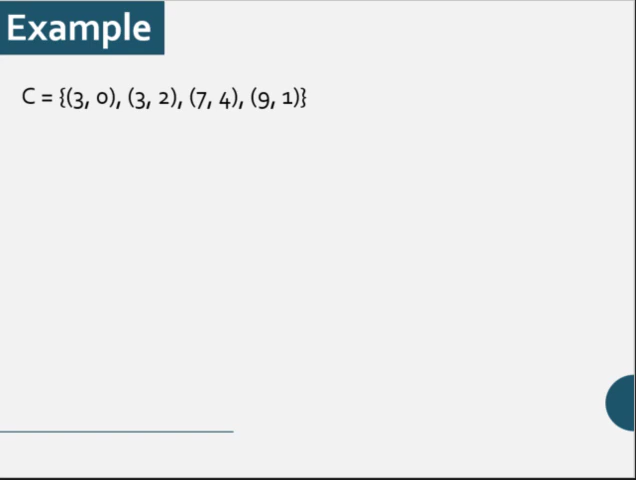 Example
C = {(3, 0), (3, 2), (7, 4), (9, 1)}